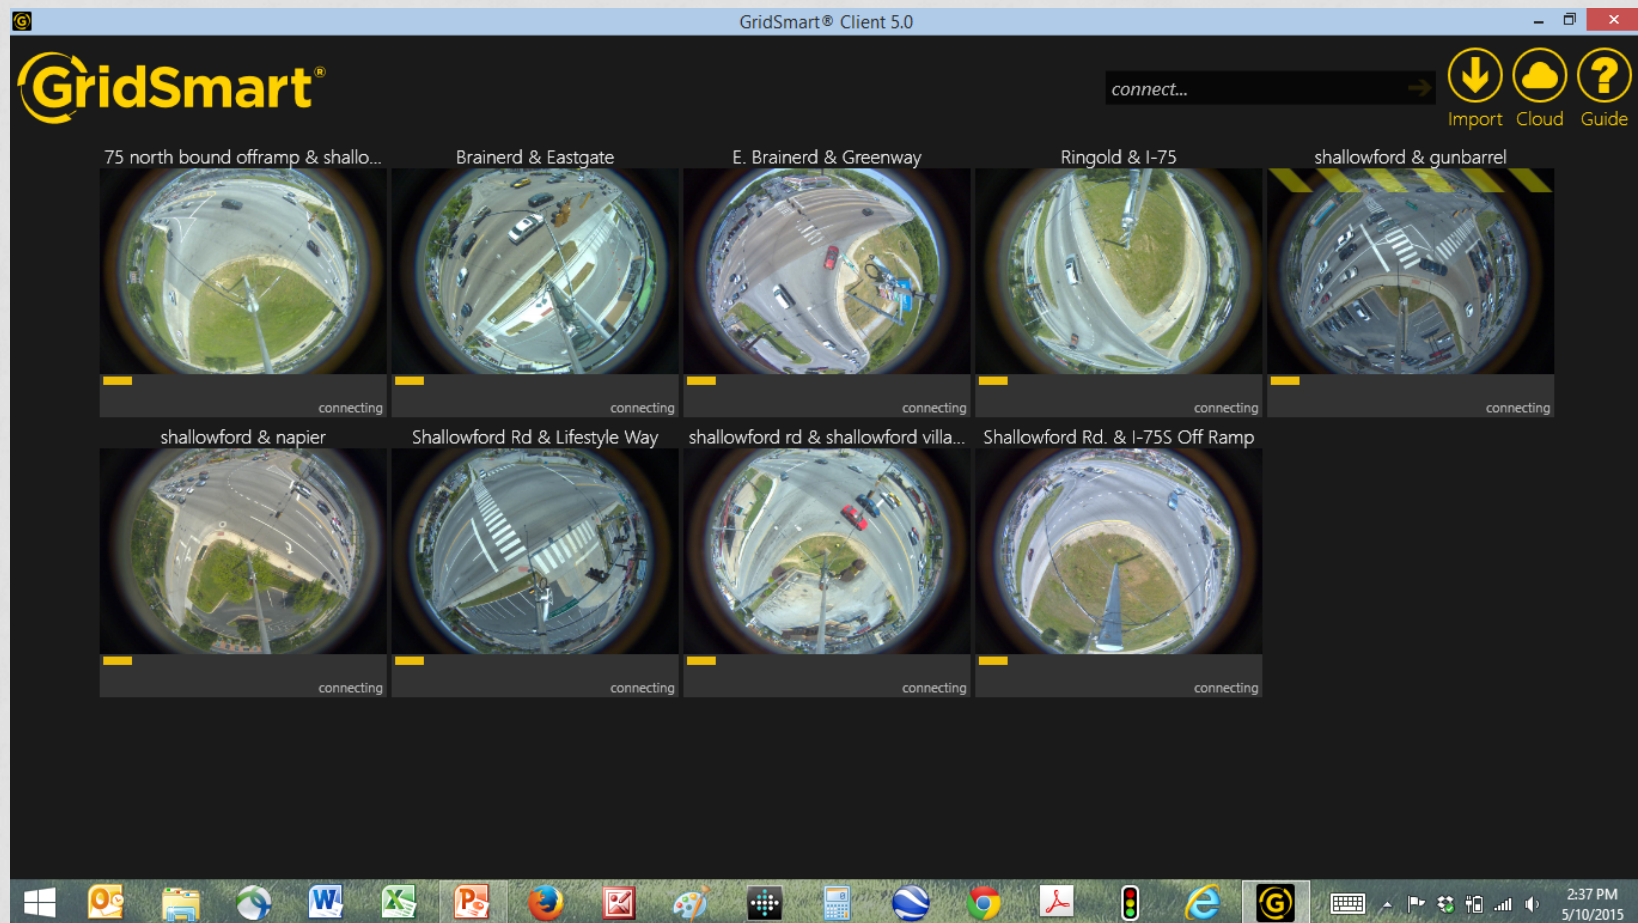 GridSmart® Client 5.0
GridSmart®
connect...
Import Cloud Guide
75 north bound offramp & shallo...
Brainerd & Eastgate
E. Brainerd & Greenway
Ringold & I-75
shallowford & gunbarrel
connecting
connecting
connecting
connecting
connecting
shallowford & napier
Shallowford Rd & Lifestyle Way
shallowford rd & shallowford villa...
Shallowford Rd. & I-75S Off Ramp
connecting
connecting
connecting
connecting
2:37 PM
5/10/2015